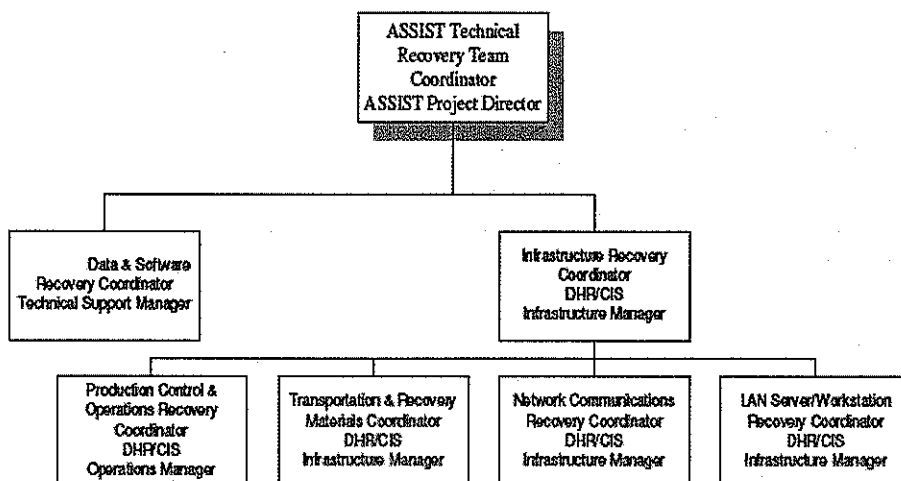 ASSIST Technical
Recovery Team
Coordinator
ASSIST Project Director
Data & Software
Recovery Coordinator
Technical Support Manager
Infrastructure Recovery
Coordinator
DHR/CIS
Infrastructure Manager
Production Control &
Operations Recovery
Coordinator
DHR/CIS
Operations Manager
Transportation & Recovery
Materials Coordinator
DHR/CIS
Infrastructure Manager
Network Communications
Recovery Coordinator
DHR/CIS
Infrastructure Manager
LAN Server/Workstation
Recovery Coordinator
DHR/CIS
Infrastructure Manager